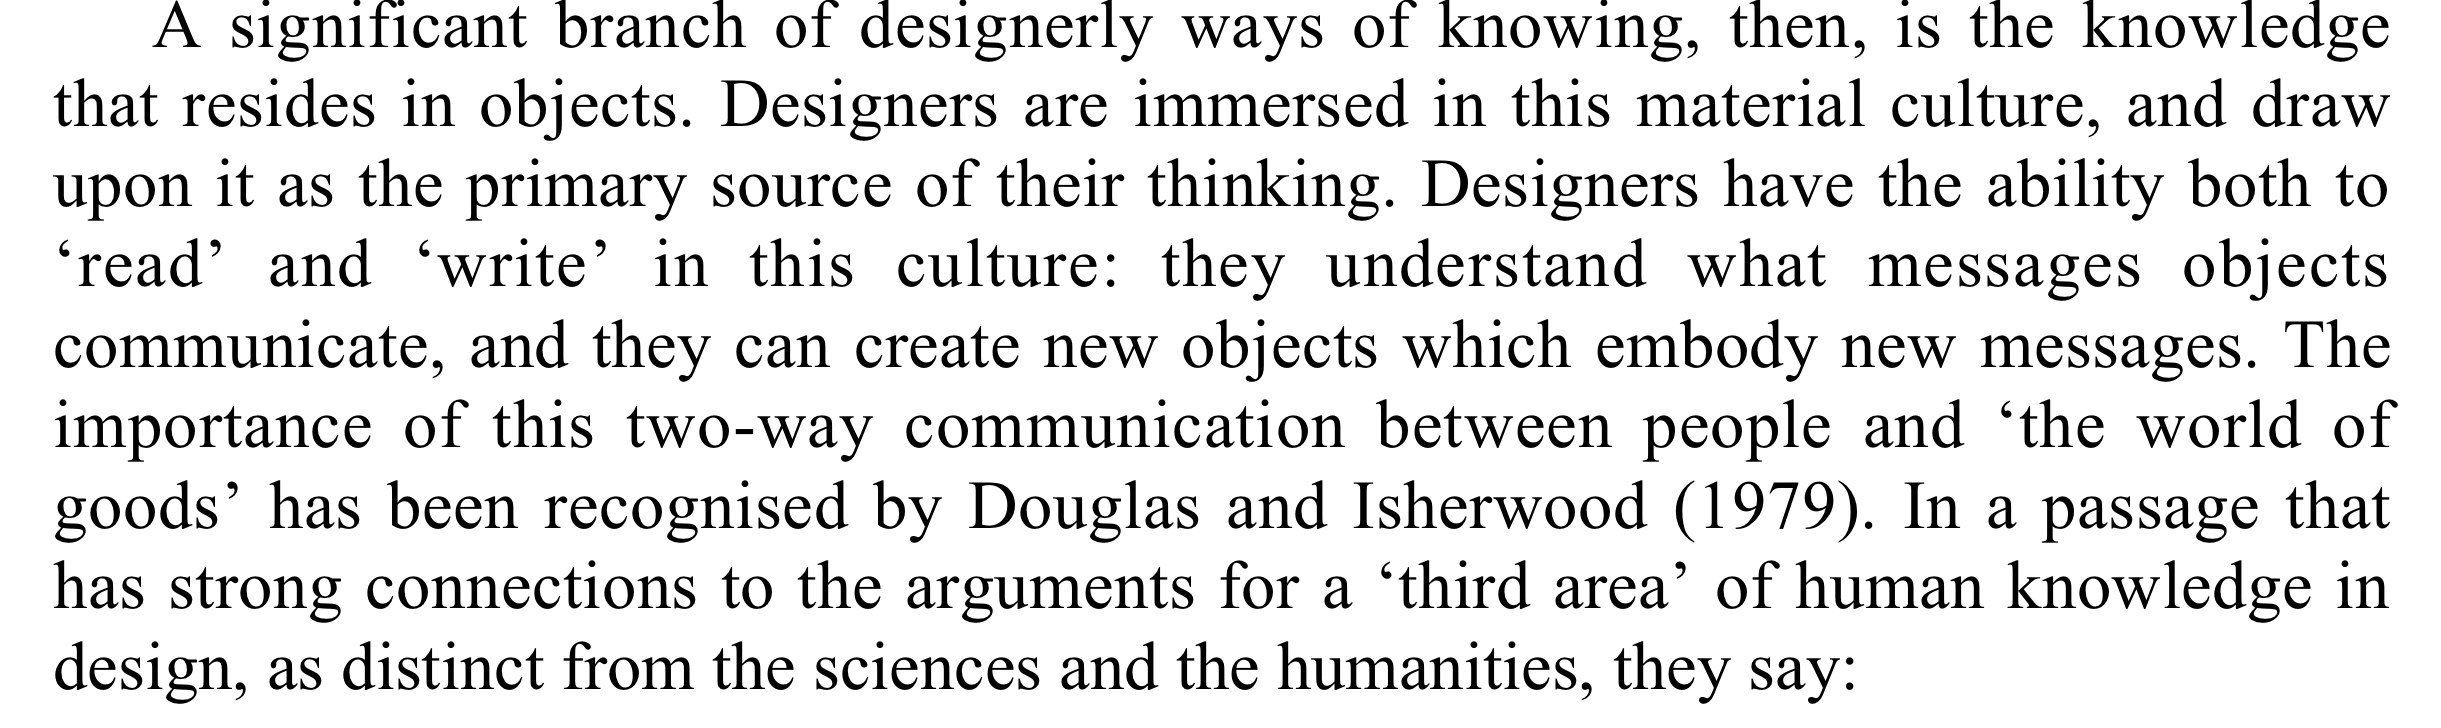 A significant branch of designerly ways of knowing, then, is the knowledge
that resides in objects. Designers are immersed in this material culture, and draw
upon it as the primary source of their thinking. Designers have the ability both to
‘read’ and ‘write’ in this culture: they understand what messages objects
communicate, and they can create new objects which embody new messages. The
importance of this two-way communication between people and ‘the world of
goods’ has been recognised by Douglas and Isherwood (1979). In a passage that
has strong connections to the arguments for a ‘third area’ of human knowledge in
design, as distinct from the sciences and the humanities, they say: